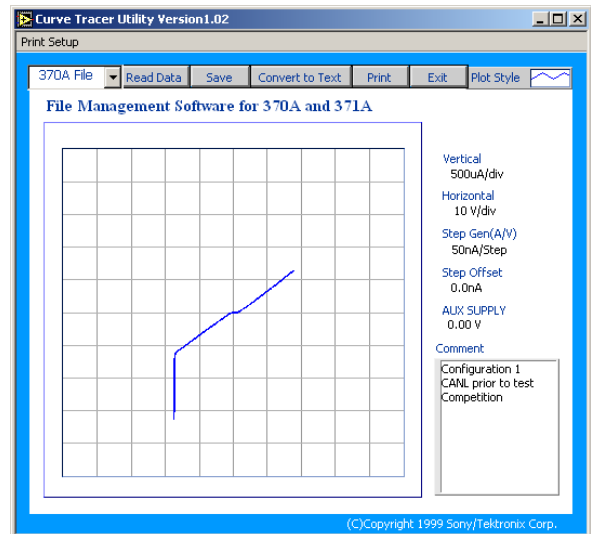 Curve Tracer Utility Version1.02
Print Setup
370A File Read Data Save Convert to Text Print Exit Plot Style
File Management Software for 370A and 371A
Vertical
500uA/div
Horizontal
10 V/div
Step Gen(A/V)
50nA/Step
Step Offset
0.0nA
AUX SUPPLY
0.00 V
Comment
Configuration 1
CANL prior to test
Competition
(C)Copyright 1999 Sony/Tektronix Corp.